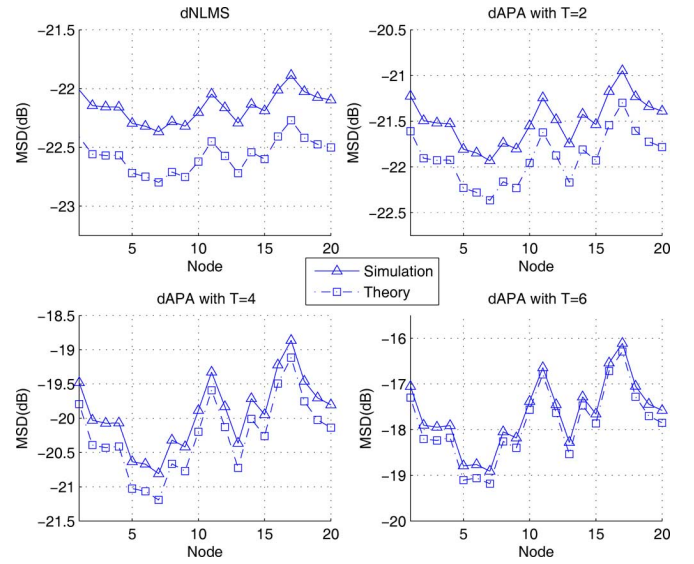 dNLMS
−21.5
−22
−22.5
−23
MSD(dB)
5 10 15 20
Node
dAPA with T=2
−20.5
−21
−21.5
−22
−22.5
MSD(dB)
5 10 15 20
Node
Simulation
Theory
dAPA with T=4
−18.5
−19
−19.5
−20
−20.5
−21
−21.5
MSD(dB)
5 10 15 20
Node
dAPA with T=6
−16
−17
−18
−19
−20
MSD(dB)
5 10 15 20
Node